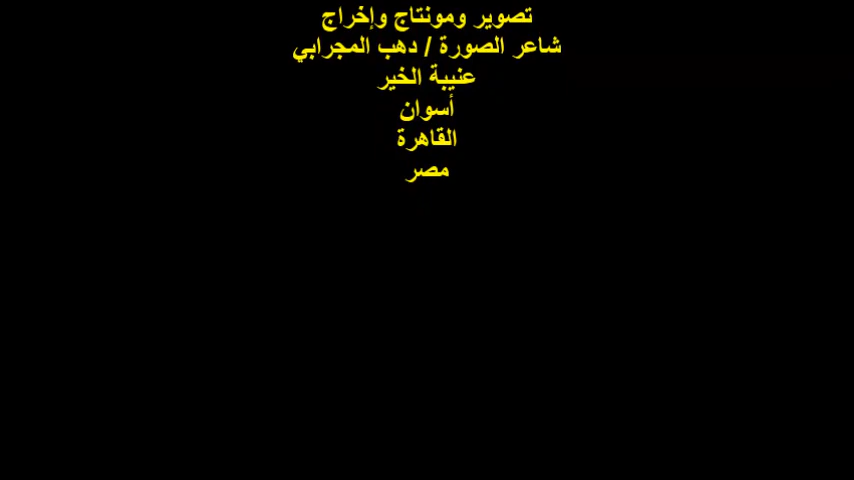 تصوير ومونتاج وإخراج
شاعر الصورة / دهب المجرابي
عنيبة الخير
أسوان
القاهرة
مصر